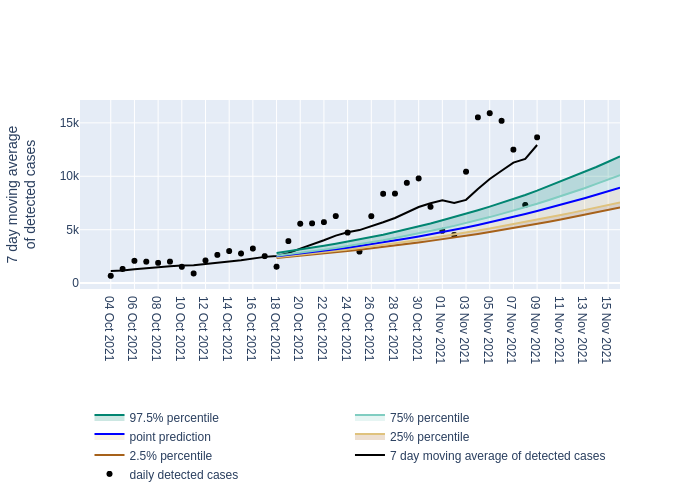 7 day moving average
of detected cases
15k
10k
5k
0
04 Oct 2021
06 Oct 2021
08 Oct 2021
10 Oct 2021
12 Oct 2021
14 Oct 2021
16 Oct 2021
18 Oct 2021
20 Oct 2021
22 Oct 2021
24 Oct 2021
26 Oct 2021
28 Oct 2021
30 Oct 2021
01 Nov 2021
03 Nov 2021
05 Nov 2021
07 Nov 2021
09 Nov 2021
11 Nov 2021
13 Nov 2021
15 Nov 2021
97.5% percentile
75% percentile
point prediction
25% percentile
2.5% percentile
7 day moving average of detected cases
daily detected cases